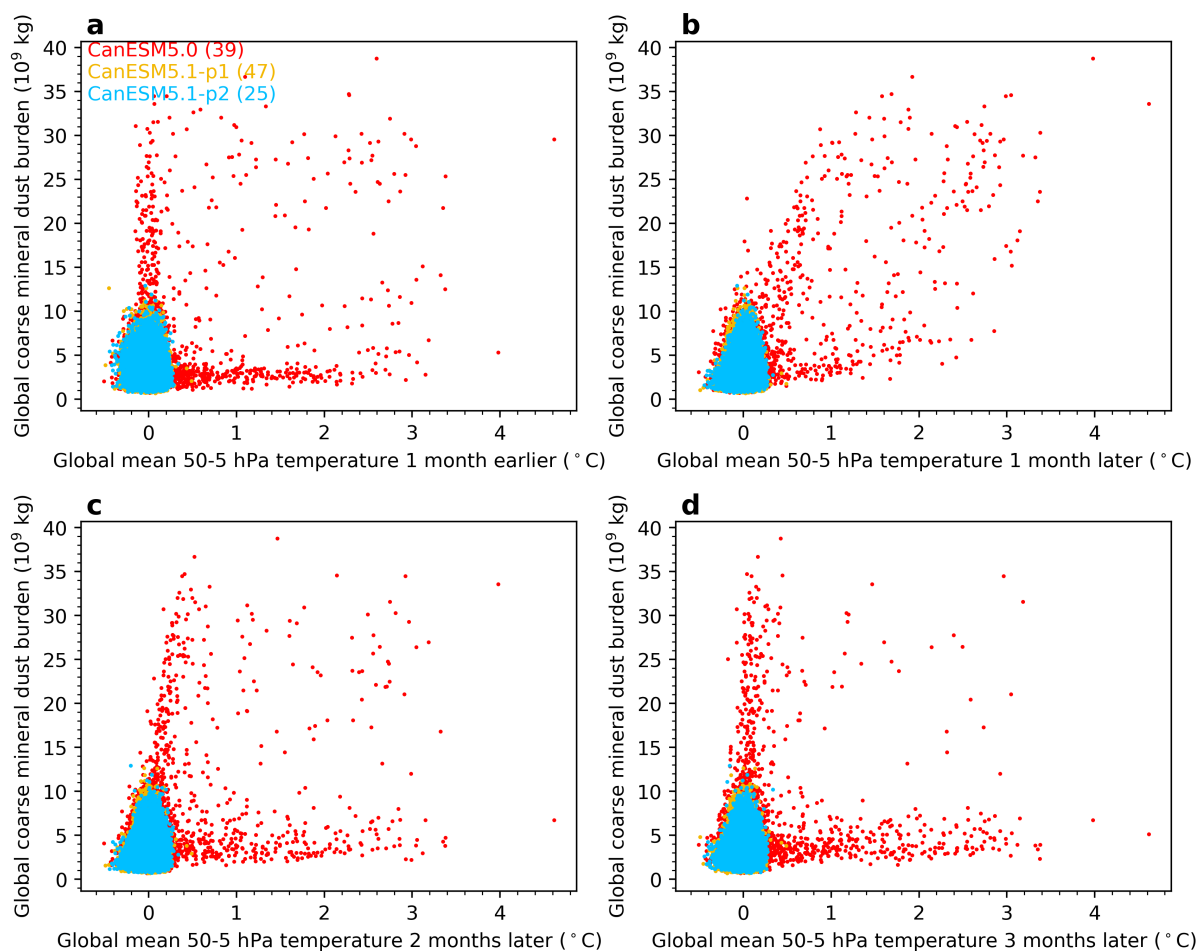 a
CanESM5.0 (39)
CanESM5.1-p1 (47)
CanESM5.1-p2 (25)
Global coarse mineral dust burden (10⁹ kg)
40
35
30
25
20
15
10
5
0
0 1 2 3 4
Global mean 50-5 hPa temperature 1 month earlier (°C)
b
Global coarse mineral dust burden (10⁹ kg)
40
35
30
25
20
15
10
5
0
0 1 2 3 4
Global mean 50-5 hPa temperature 1 month later (°C)
c
Global coarse mineral dust burden (10⁹ kg)
40
35
30
25
20
15
10
5
0
0 1 2 3 4
Global mean 50-5 hPa temperature 2 months later (°C)
d
Global coarse mineral dust burden (10⁹ kg)
40
35
30
25
20
15
10
5
0
0 1 2 3 4
Global mean 50-5 hPa temperature 3 months later (°C)